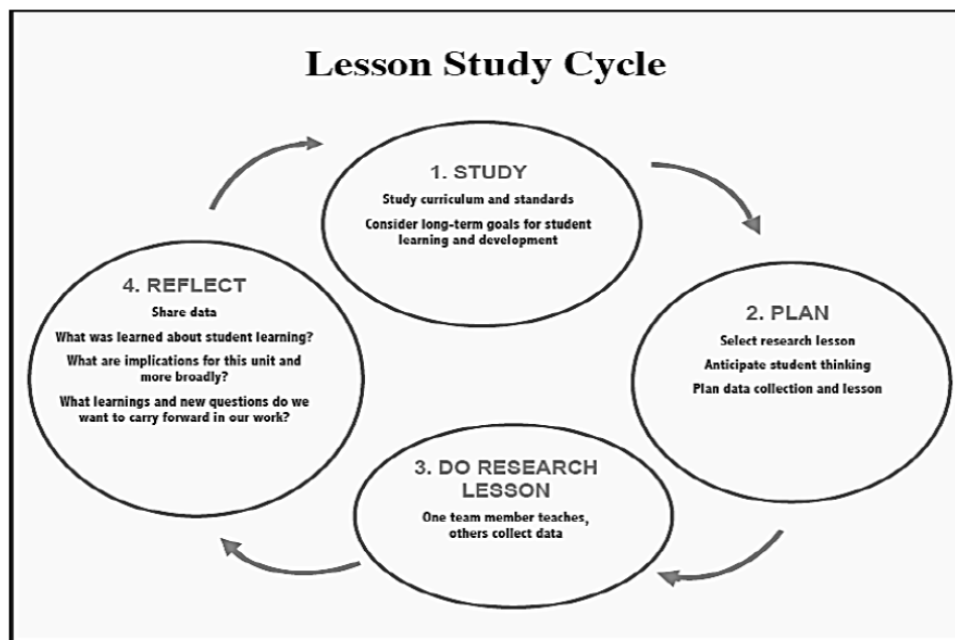 Lesson Study Cycle
1. STUDY
Study curriculum and standards
Consider long-term goals for student
learning and development
2. PLAN
Select research lesson
Anticipate student thinking
Plan data collection and lesson
3. DO RESEARCH
LESSON
One team member teaches,
others collect data
4. REFLECT
Share data
What was learned about student learning?
What are implications for this unit and
more broadly?
What learnings and new questions do we
want to carry forward in our work?